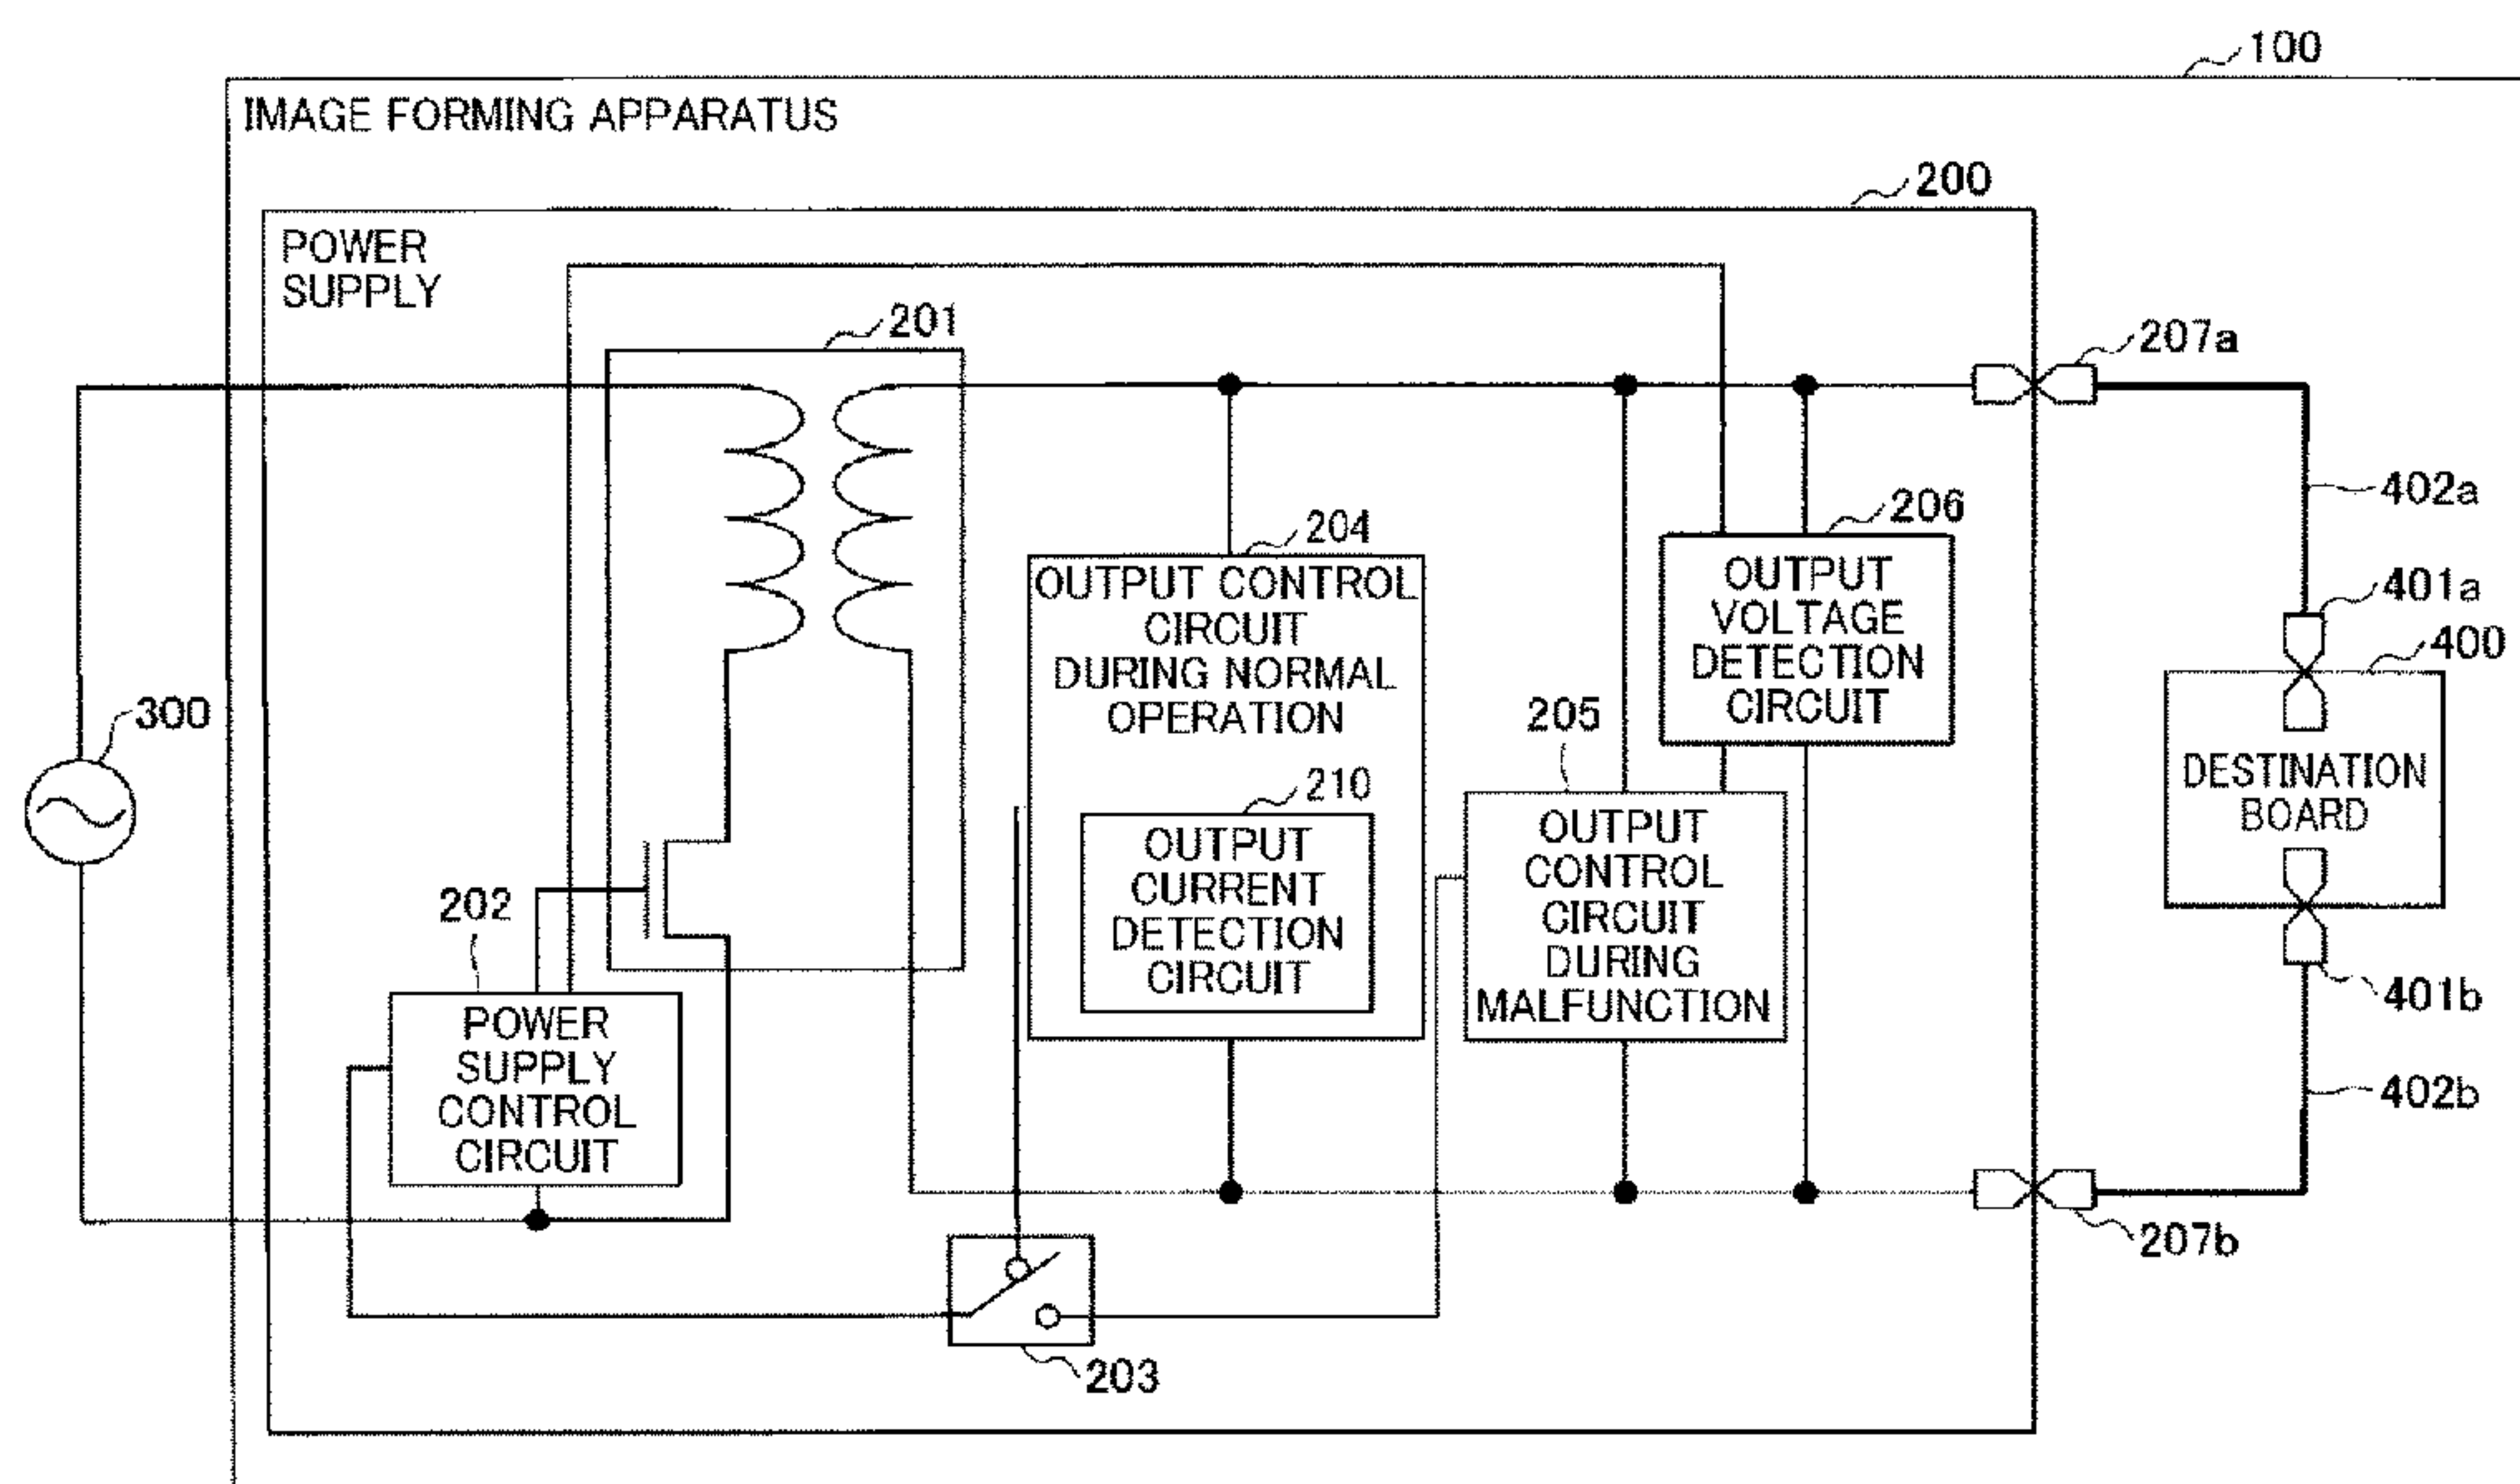 100
IMAGE FORMING APPARATUS
200
POWER
SUPPLY
201
207a
402a
206
204
OUTPUT CONTROL
CIRCUIT
DURING NORMAL
OPERATION
OUTPUT
VOLTAGE
DETECTION
CIRCUIT
401a
400
300
205
DESTINATION
BOARD
210
OUTPUT
CURRENT
DETECTION
CIRCUIT
OUTPUT
CONTROL
CIRCUIT
DURING
MALFUNCTION
202
401b
POWER
SUPPLY
CONTROL
CIRCUIT
402b
207b
203